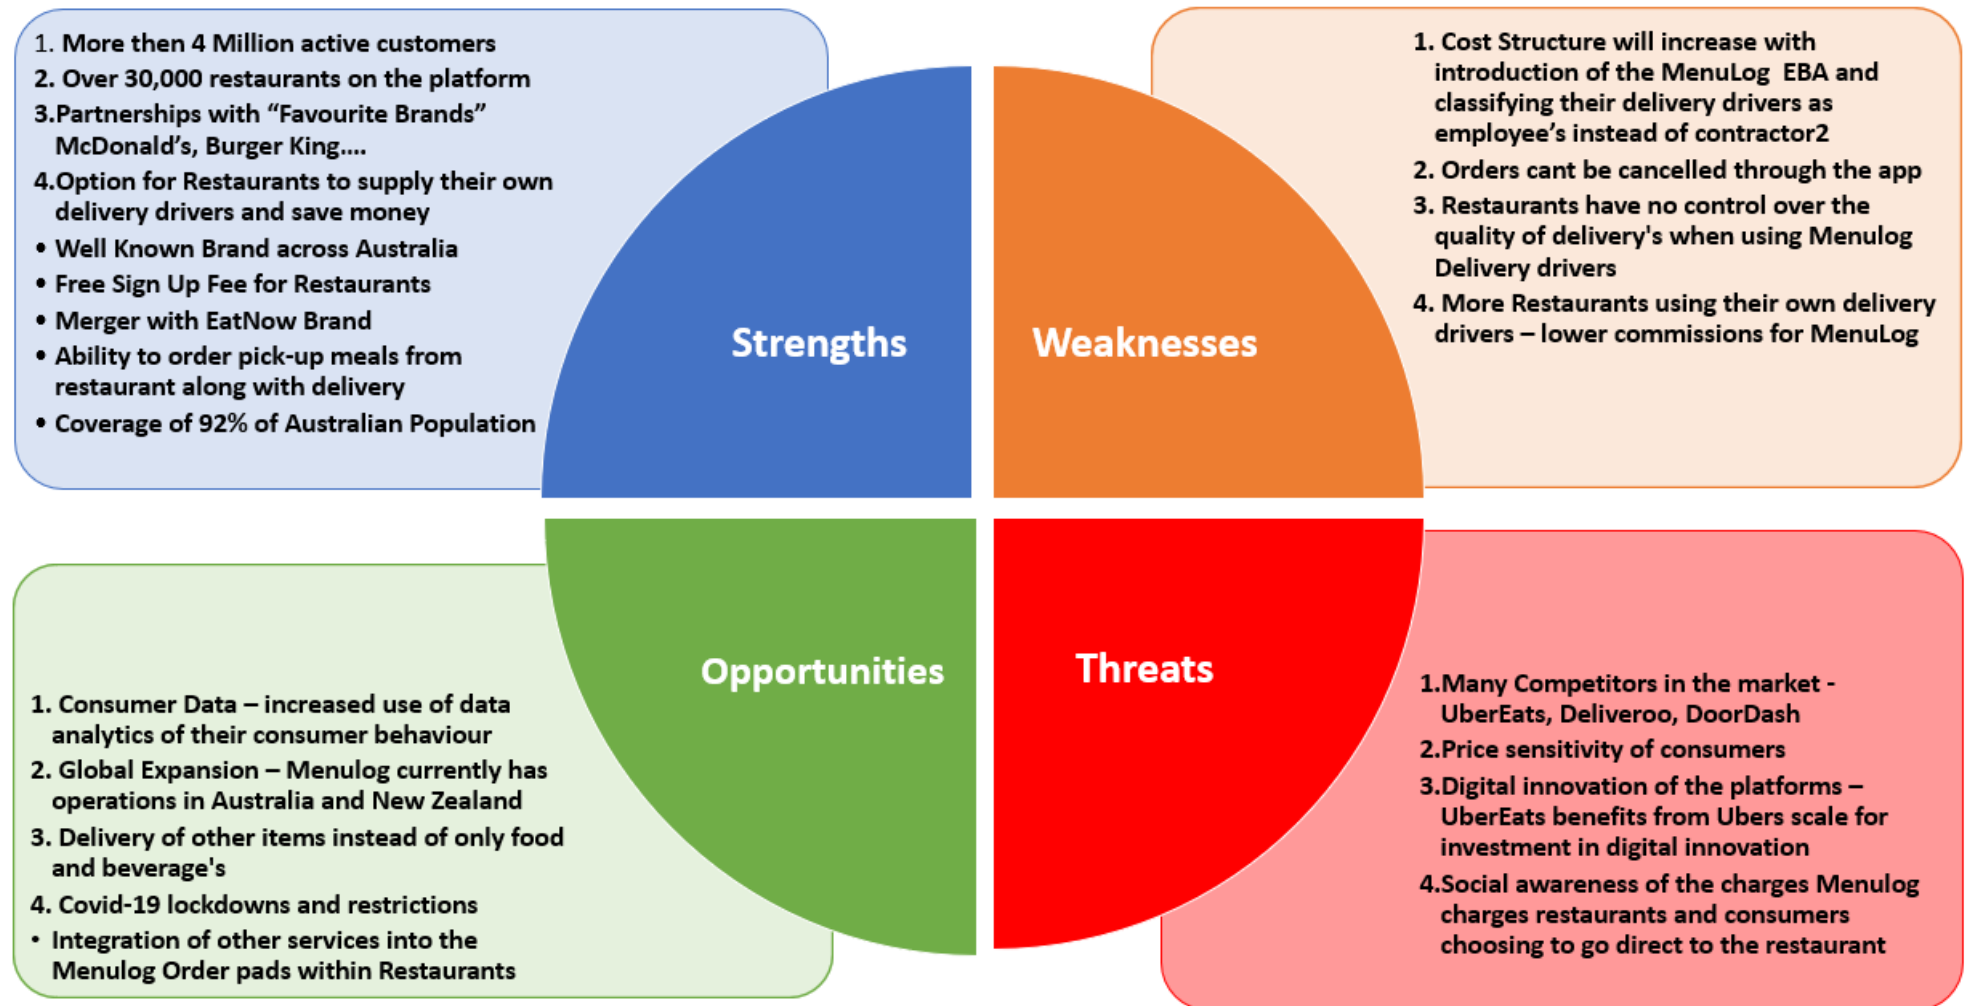 1. More then 4 Million active customers
2. Over 30,000 restaurants on the platform
3.Partnerships with “Favourite Brands”
McDonald’s, Burger King....
4.Option for Restaurants to supply their own
delivery drivers and save money
• Well Known Brand across Australia
• Free Sign Up Fee for Restaurants
• Merger with EatNow Brand
• Ability to order pick-up meals from
restaurant along with delivery
• Coverage of 92% of Australian Population
Strengths
1. Cost Structure will increase with
introduction of the MenuLog EBA and
classifying their delivery drivers as
employee’s instead of contractor2
2. Orders cant be cancelled through the app
3. Restaurants have no control over the
quality of delivery's when using Menulog
Delivery drivers
4. More Restaurants using their own delivery
drivers – lower commissions for MenuLog
Weaknesses
Opportunities
1. Consumer Data – increased use of data
analytics of their consumer behaviour
2. Global Expansion – Menulog currently has
operations in Australia and New Zealand
3. Delivery of other items instead of only food
and beverage's
4. Covid-19 lockdowns and restrictions
• Integration of other services into the
Menulog Order pads within Restaurants
Threats
1.Many Competitors in the market -
UberEats, Deliveroo, DoorDash
2.Price sensitivity of consumers
3.Digital innovation of the platforms –
UberEats benefits from Ubers scale for
investment in digital innovation
4.Social awareness of the charges Menulog
charges restaurants and consumers
choosing to go direct to the restaurant